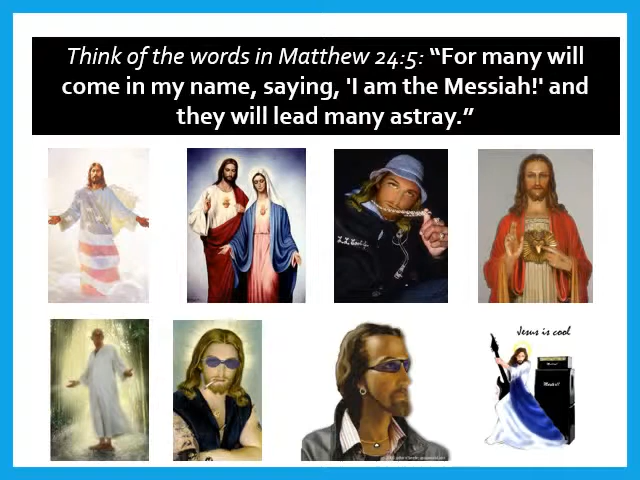 Think of the words in Matthew 24:5: “For many will
come in my name, saying, 'I am the Messiah!' and
they will lead many astray.”
Jesus is cool